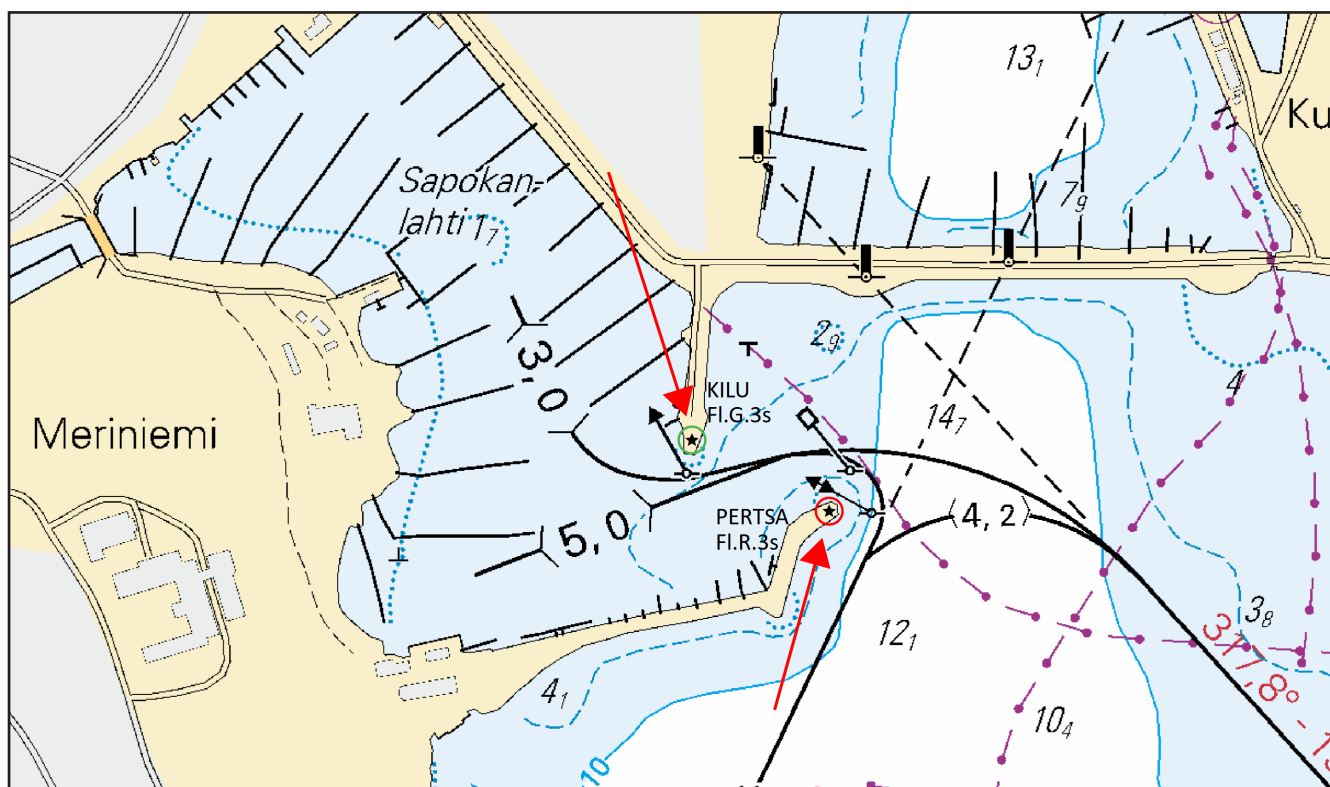 13₁
Ku
Sapokan-
lahti 1₇
7₉
2₉
3,0
KILU
Fl.G.3s
4
14₇
Meriniemi
5,0
PERTSA
Fl.R.3s
⟨4,2⟩
12₁
3₈
317,8° - 13
4₁
10₄
10